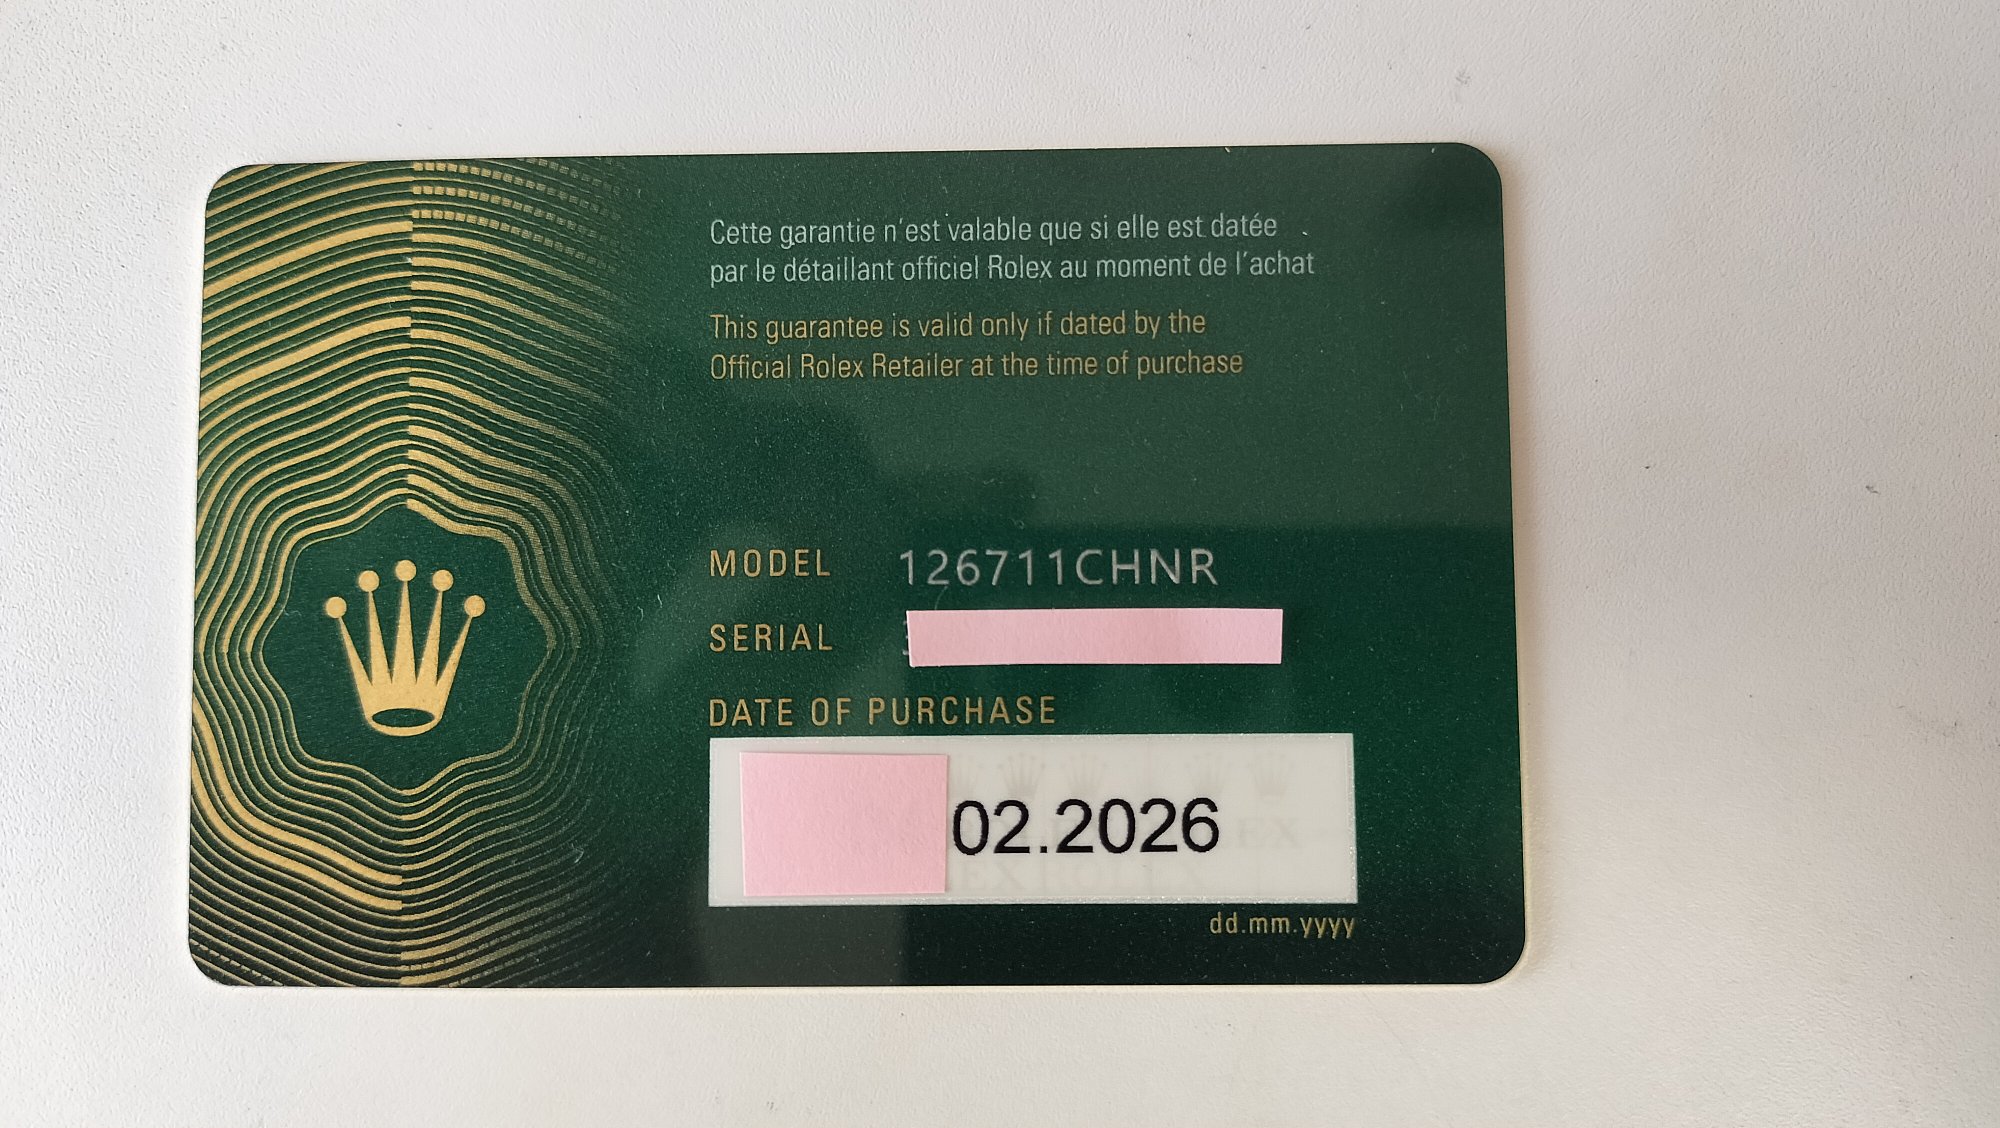 Cette garantie n'est valable que si elle est datée
par le détaillant officiel Rolex au moment de l'achat
This guarantee is valid only if dated by the
Official Rolex Retailer at the time of purchase
MODEL 126711CHNR
SERIAL
DATE OF PURCHASE
02.2026
dd.mm.yyyy